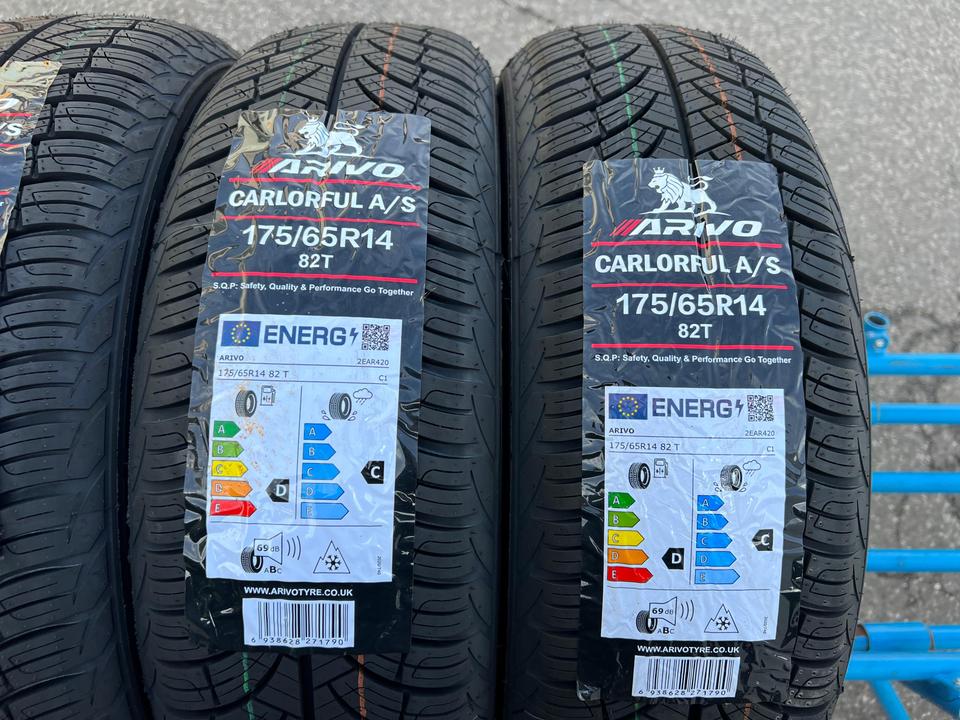 ARIVO
CARLORFUL A/S
175/65R14
82T
S.Q.P: Safety, Quality & Performance Go Together
ENERG
ARIVO
2EAR420
175/65R14 82 T
C1
A
B
C
D
E
D
A
B
C
D
E
C
69 dB
ABC
WWW.ARIVOTYRE.CO.UK
6 938628 271790
ARIVO
CARLORFUL A/S
175/65R14
82T
S.Q.P: Safety, Quality & Performance Go Together
ENERG
ARIVO
2EAR420
175/65R14 82 T
C1
A
B
C
D
E
D
A
B
C
D
E
C
69 dB
ABC
WWW.ARIVOTYRE.CO.UK
6 938628 271790